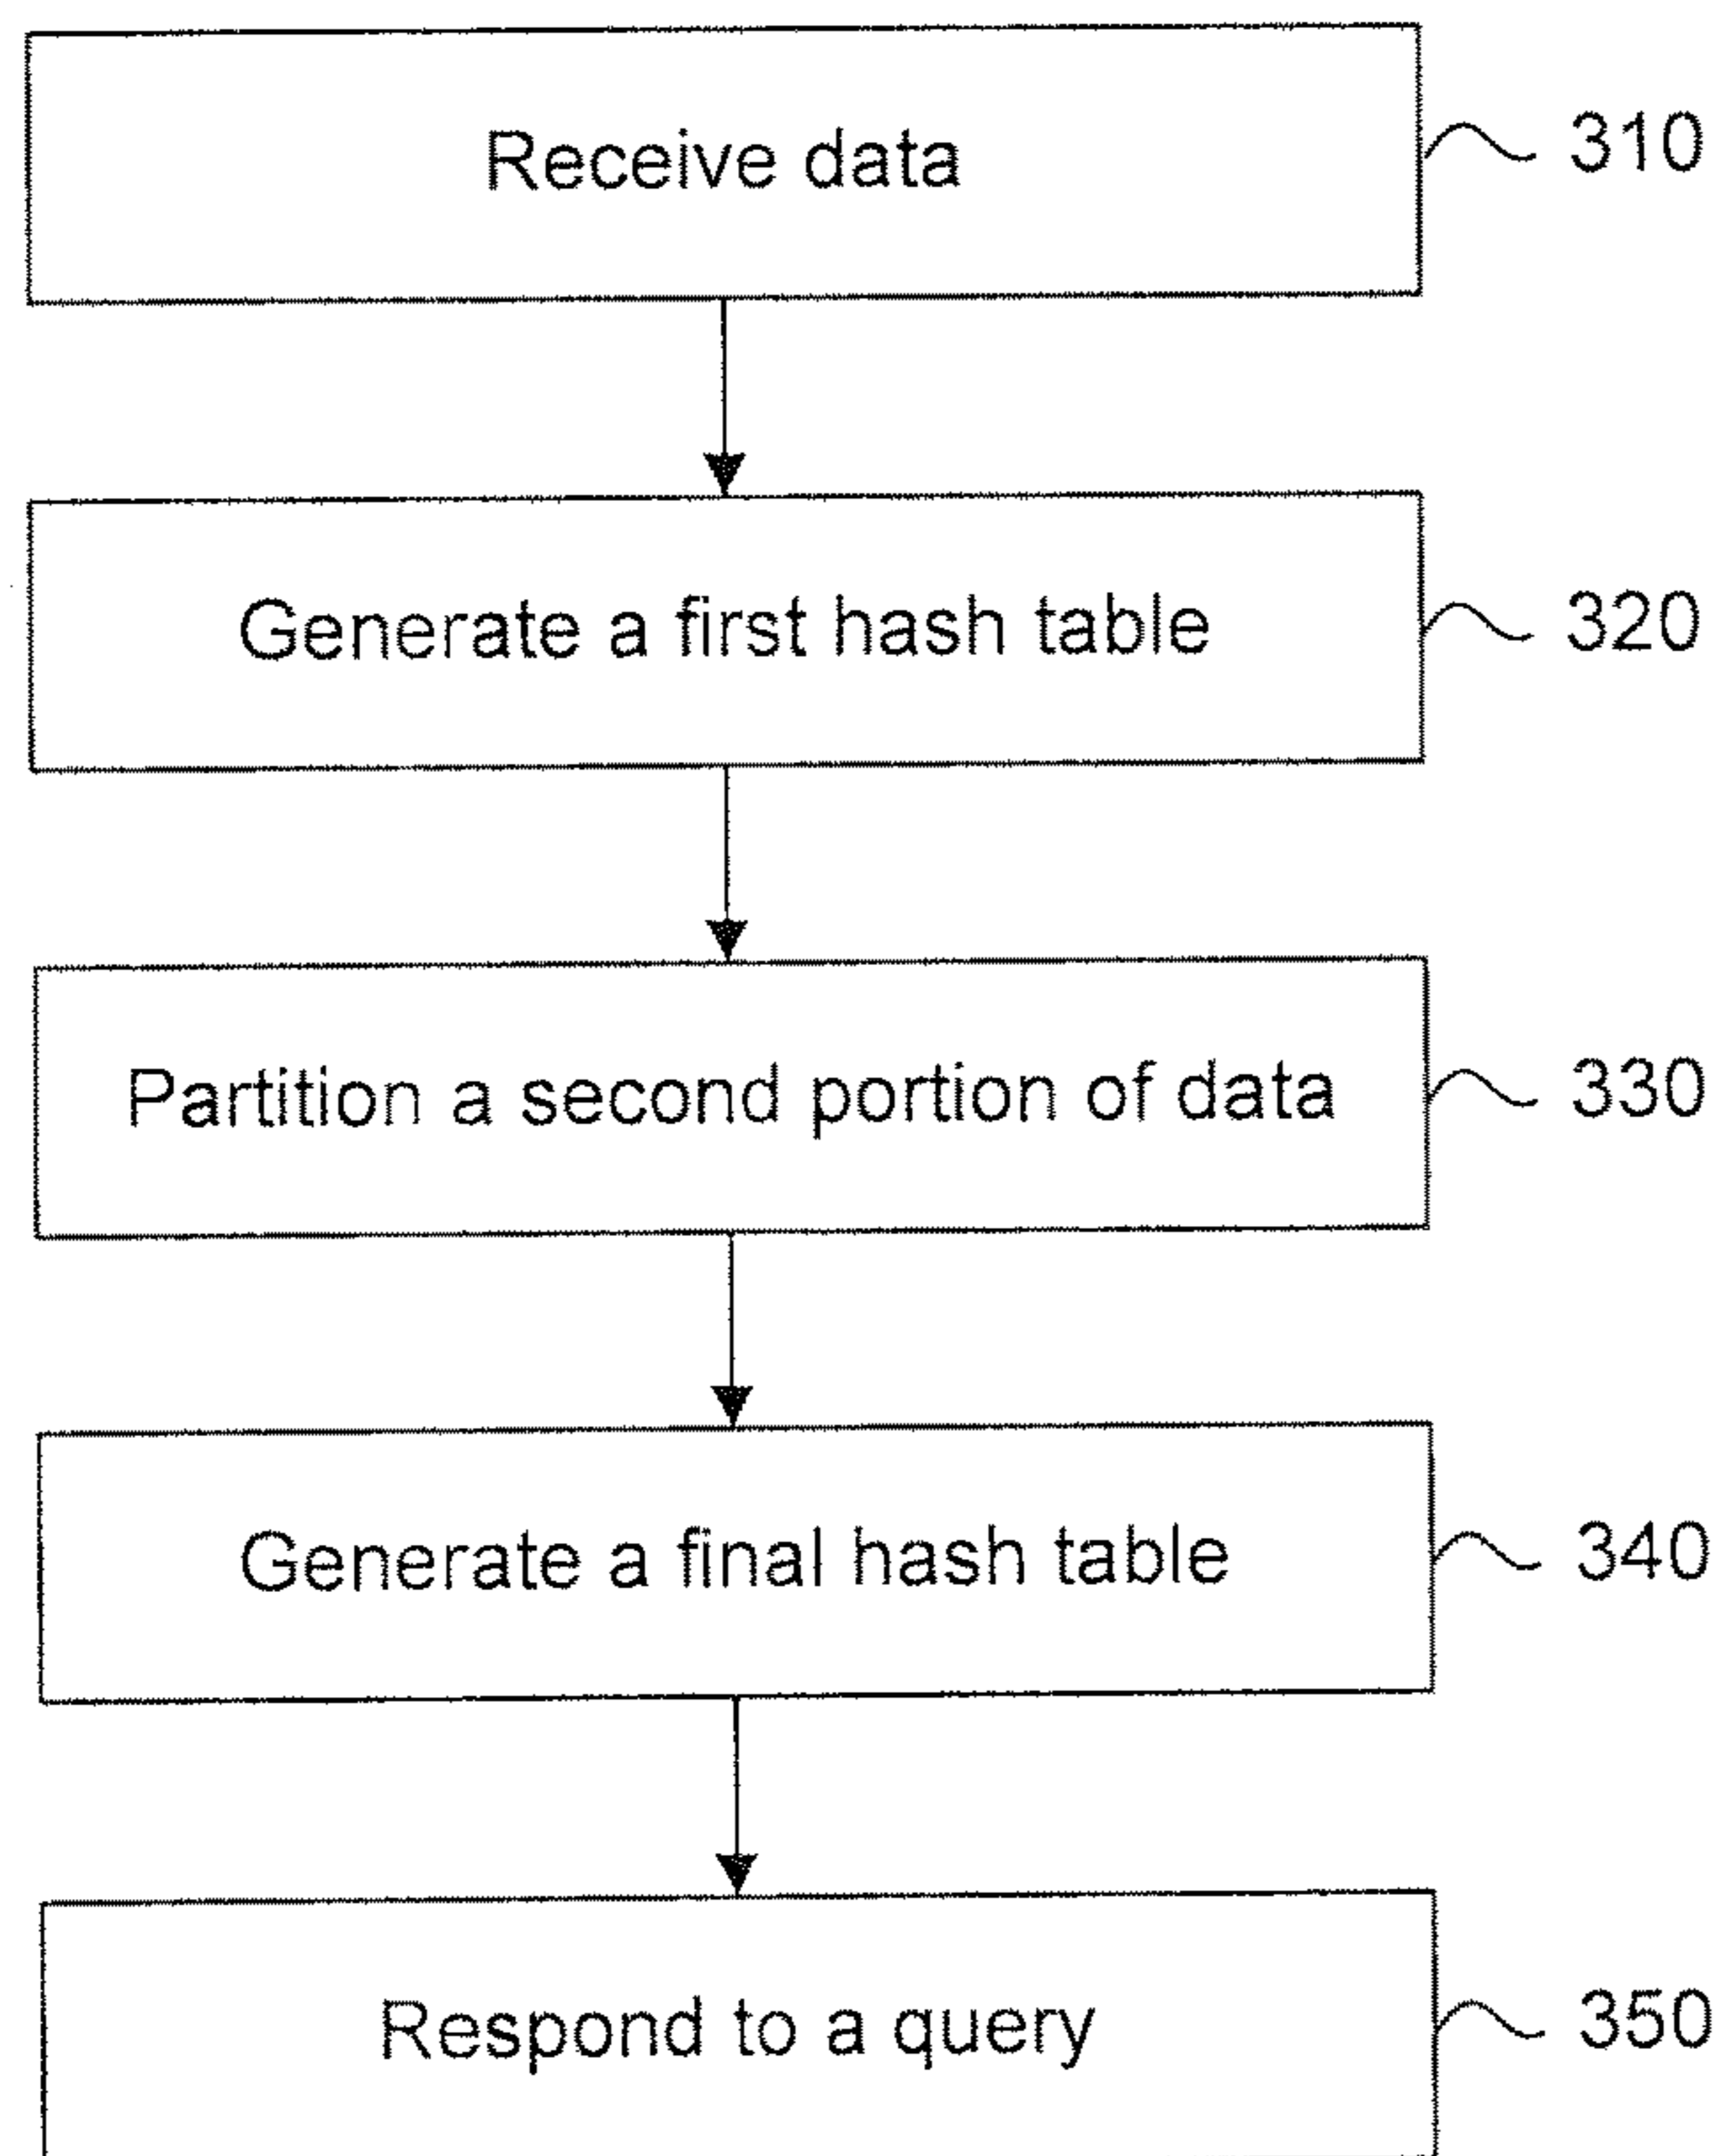 Receive data 310
Generate a first hash table 320
Partition a second portion of data 330
Generate a final hash table 340
Respond to a query 350